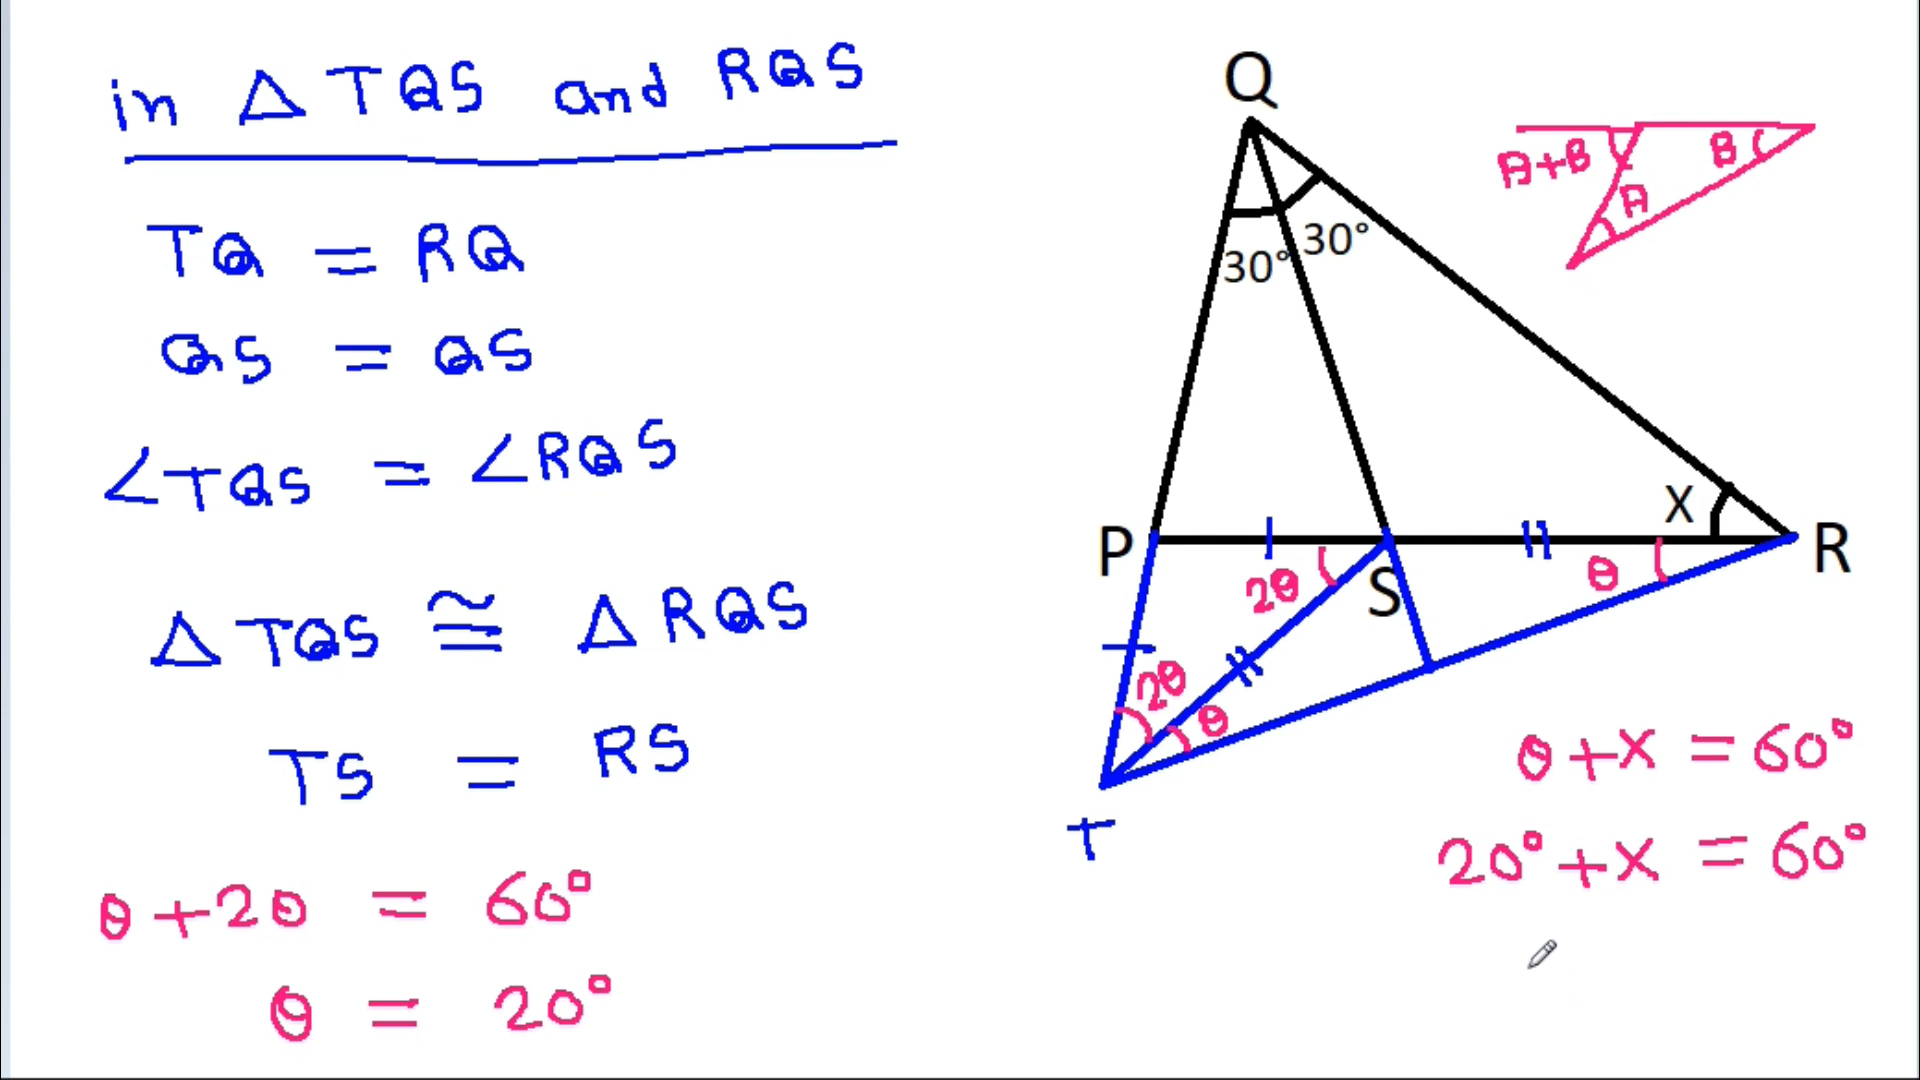 in △ TQS and RQS
TQ = RQ
QS = QS
∠TQS = ∠RQS
△ TQS ≅ △ RQS
TS = RS
θ + 2θ = 60°
θ = 20°
Q
A+B
B
A
30°
30°
X
P
R
S
2θ
θ
2θ
θ
T
θ + x = 60°
20° + x = 60°